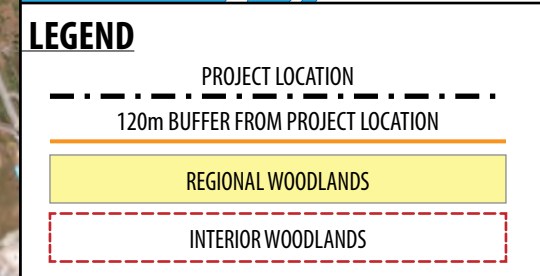 LEGEND
PROJECT LOCATION
120m BUFFER FROM PROJECT LOCATION
REGIONAL WOODLANDS
INTERIOR WOODLANDS